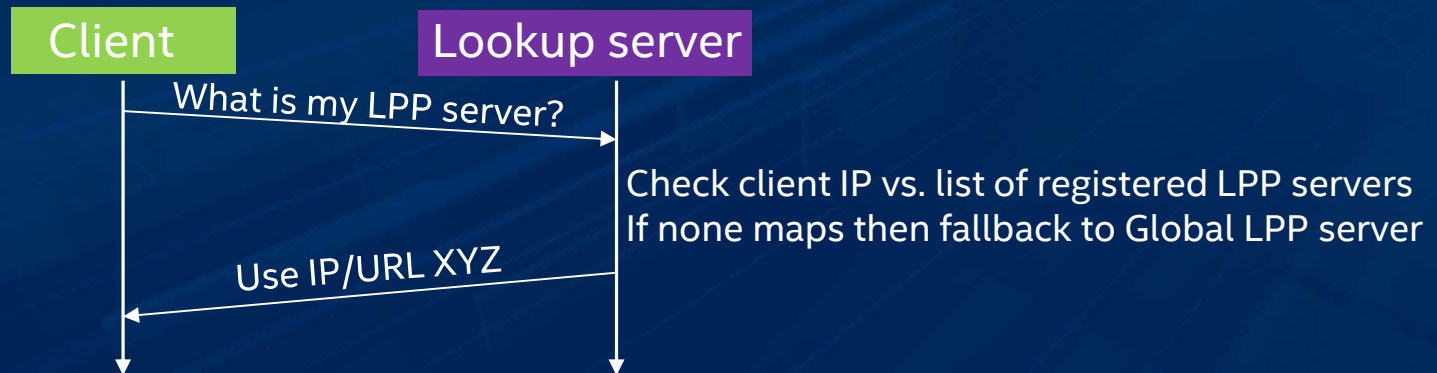 Client
Lookup server
What is my LPP server?
Check client IP vs. list of registered LPP servers
If none maps then fallback to Global LPP server
Use IP/URL XYZ